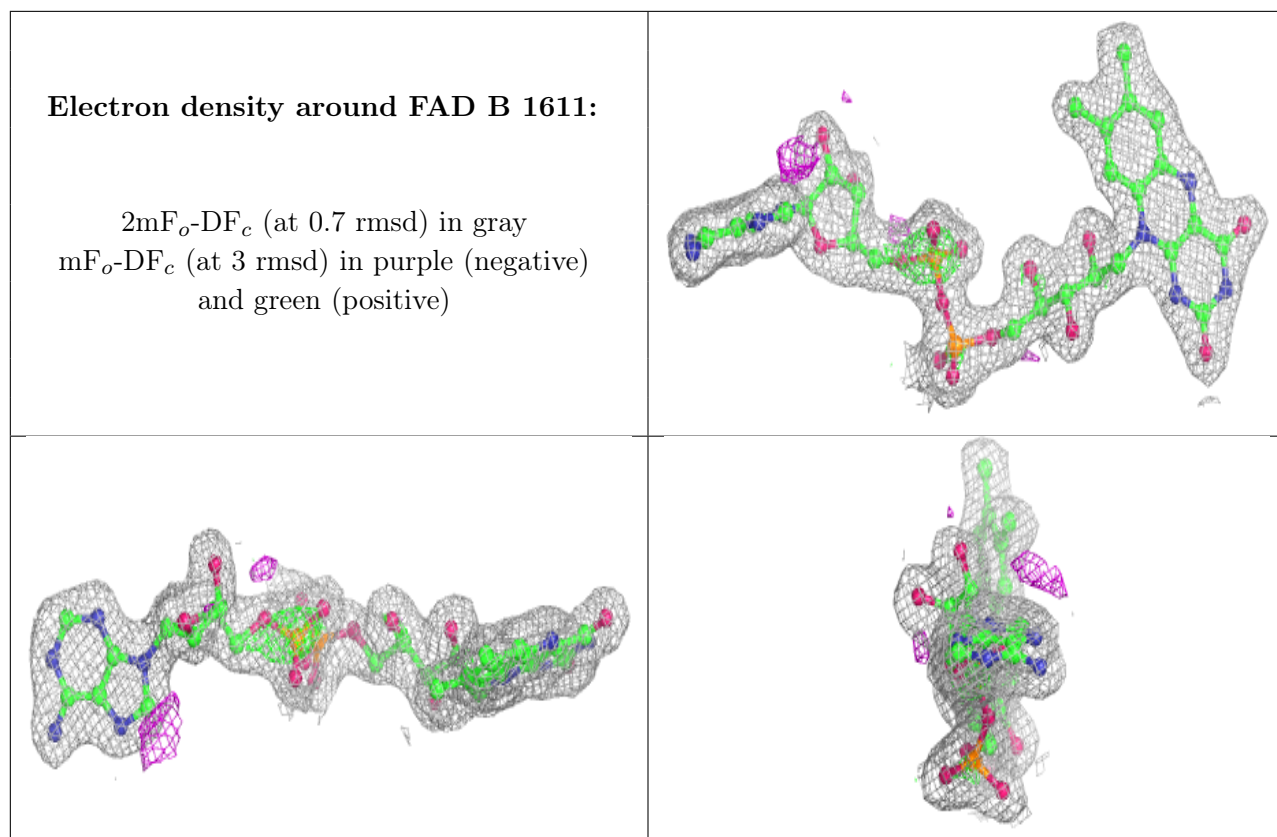 Electron density around FAD B 1611:
2mFₒ-DF𝑐 (at 0.7 rmsd) in gray
mFₒ-DF𝑐 (at 3 rmsd) in purple (negative)
and green (positive)